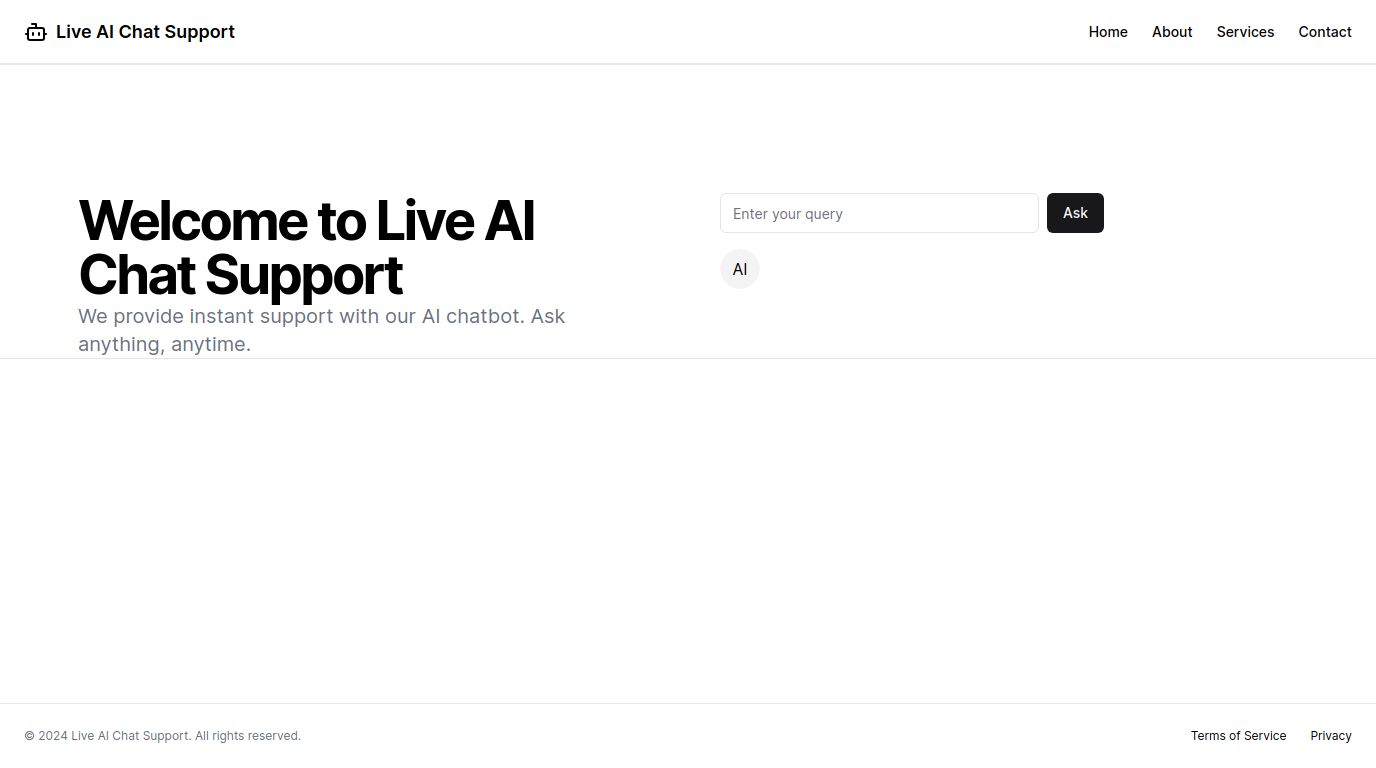 Live AI Chat Support
Home About Services Contact
Welcome to Live AI
Chat Support
We provide instant support with our AI chatbot. Ask
anything, anytime.
Enter your query
Ask
AI
© 2024 Live AI Chat Support. All rights reserved.
Terms of Service Privacy